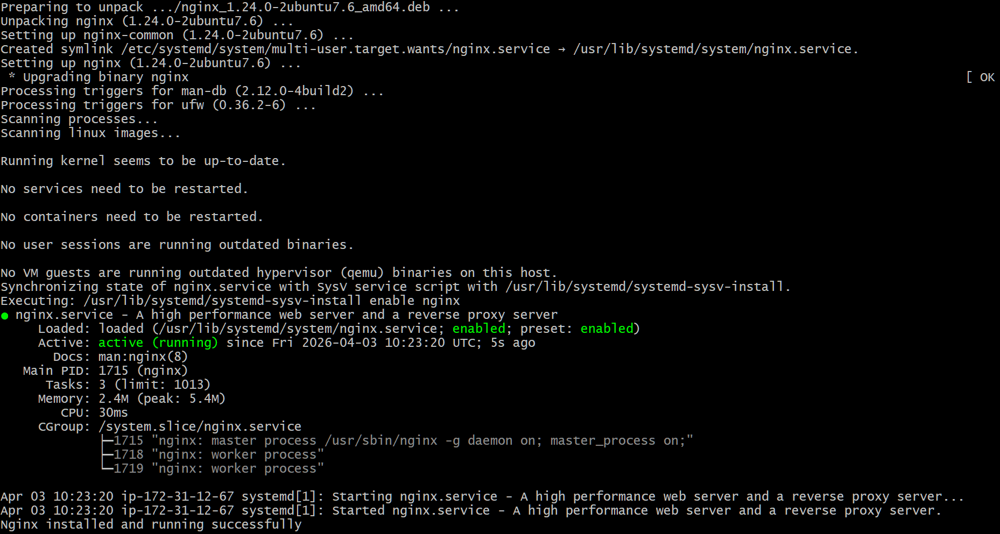 Preparing to unpack .../nginx_1.24.0-2ubuntu7.6_amd64.deb ...
Unpacking nginx (1.24.0-2ubuntu7.6) ...
Setting up nginx-common (1.24.0-2ubuntu7.6) ...
Created symlink /etc/systemd/system/multi-user.target.wants/nginx.service → /usr/lib/systemd/system/nginx.service.
Setting up nginx (1.24.0-2ubuntu7.6) ...
 * Upgrading binary nginx [ OK
Processing triggers for man-db (2.12.0-4build2) ...
Processing triggers for ufw (0.36.2-6) ...
Scanning processes...
Scanning linux images...

Running kernel seems to be up-to-date.

No services need to be restarted.

No containers need to be restarted.

No user sessions are running outdated binaries.

No VM guests are running outdated hypervisor (qemu) binaries on this host.
Synchronizing state of nginx.service with SysV service script with /usr/lib/systemd/systemd-sysv-install.
Executing: /usr/lib/systemd/systemd-sysv-install enable nginx
● nginx.service - A high performance web server and a reverse proxy server
     Loaded: loaded (/usr/lib/systemd/system/nginx.service; enabled; preset: enabled)
     Active: active (running) since Fri 2026-04-03 10:23:20 UTC; 5s ago
       Docs: man:nginx(8)
   Main PID: 1715 (nginx)
      Tasks: 3 (limit: 1013)
     Memory: 2.4M (peak: 5.4M)
        CPU: 30ms
     CGroup: /system.slice/nginx.service
             ├─1715 "nginx: master process /usr/sbin/nginx -g daemon on; master_process on;"
             ├─1718 "nginx: worker process"
             └─1719 "nginx: worker process"

Apr 03 10:23:20 ip-172-31-12-67 systemd[1]: Starting nginx.service - A high performance web server and a reverse proxy server...
Apr 03 10:23:20 ip-172-31-12-67 systemd[1]: Started nginx.service - A high performance web server and a reverse proxy server.
Nginx installed and running successfully